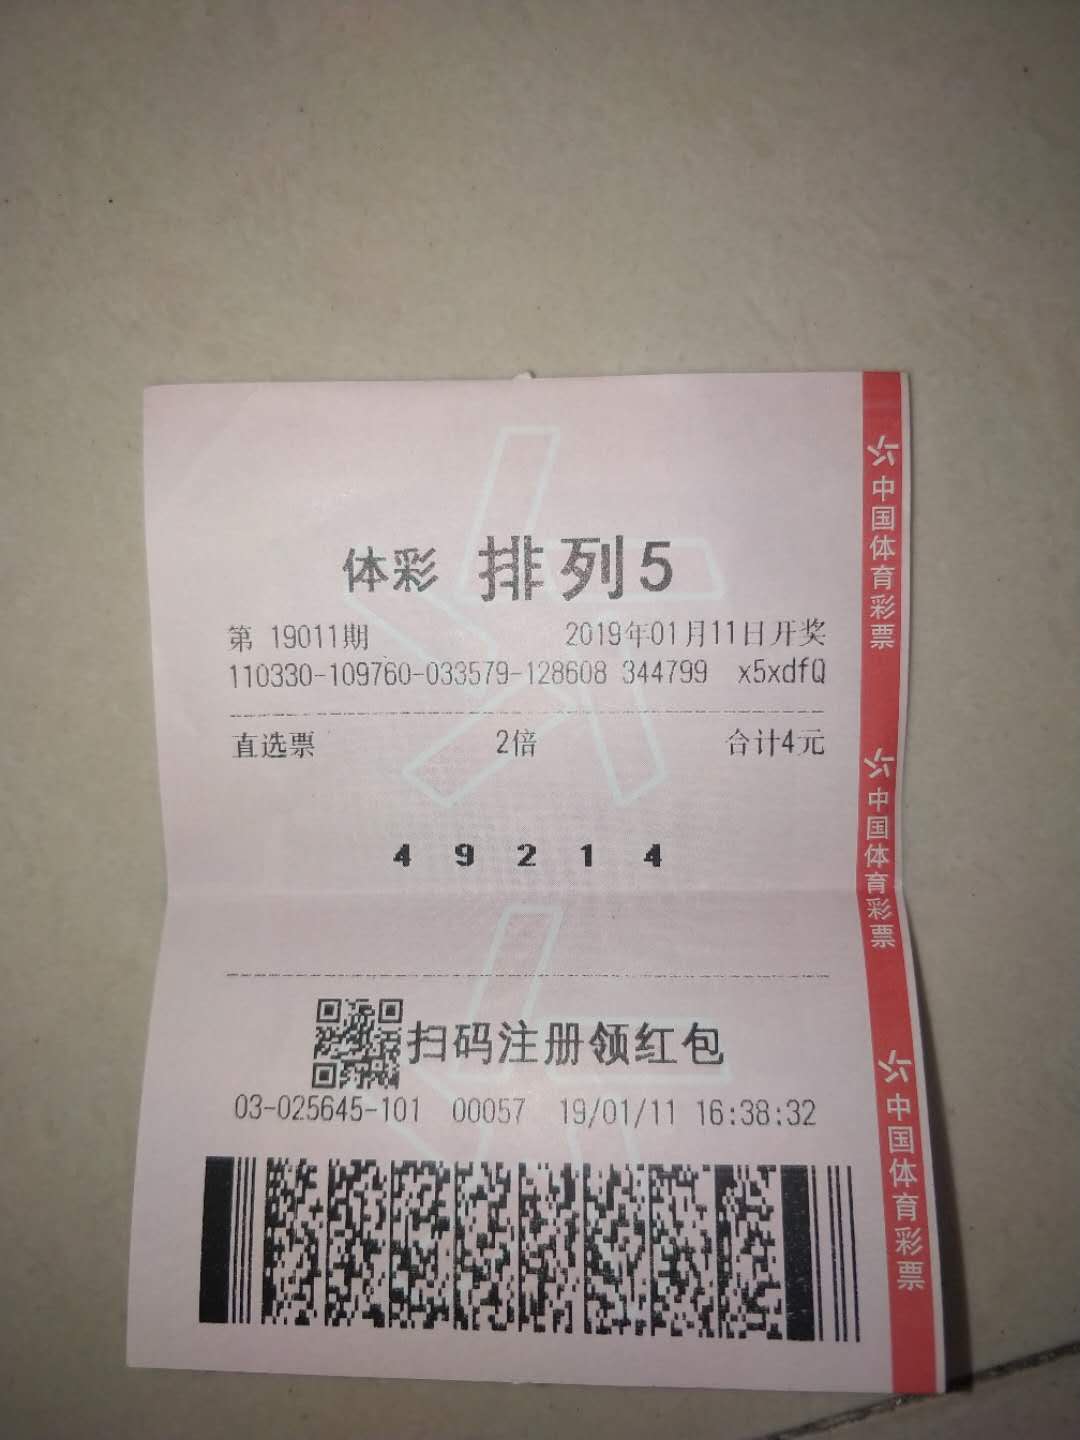 体彩 排列5
第 19011期 2019年01月11日开奖
110330-109760-033579-128608 344799 x5xdfQ
直选票 2倍 合计4元
4 9 2 1 4
扫码注册领红包
03-025645-101 00057 19/01/11 16:38:32
中国体育彩票
中国体育彩票
中国体育彩票